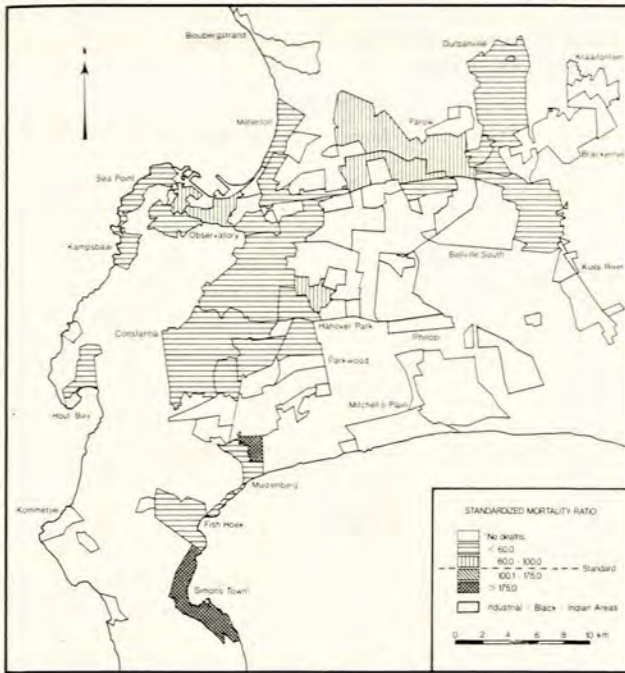 Bloubergstrand
Durbanville
Kraaifontein
N
Milnerton
Parow
Brackenfell
Sea Point
Observatory
Kampsbaai
Bellville South
Kuils River
Constantia
Hanover Park
Philippi
Parkwood
Mitchell's Plain
Hout Bay
Muizenberg
Kommetjie
Fish Hoek
Simon's Town
STANDARDIZED MORTALITY RATIO
No deaths
< 60,0
60,0 - 100,0
Standard
100,1 - 175,0
> 175,0
Industrial : Black : Indian Areas
0 2 4 6 8 10 km